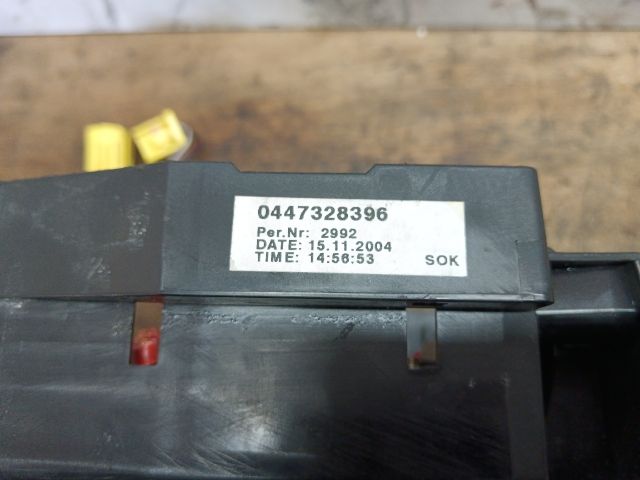 0447328396
Per.Nr: 2992
DATE: 15.11.2004
TIME: 14:56:53 SOK